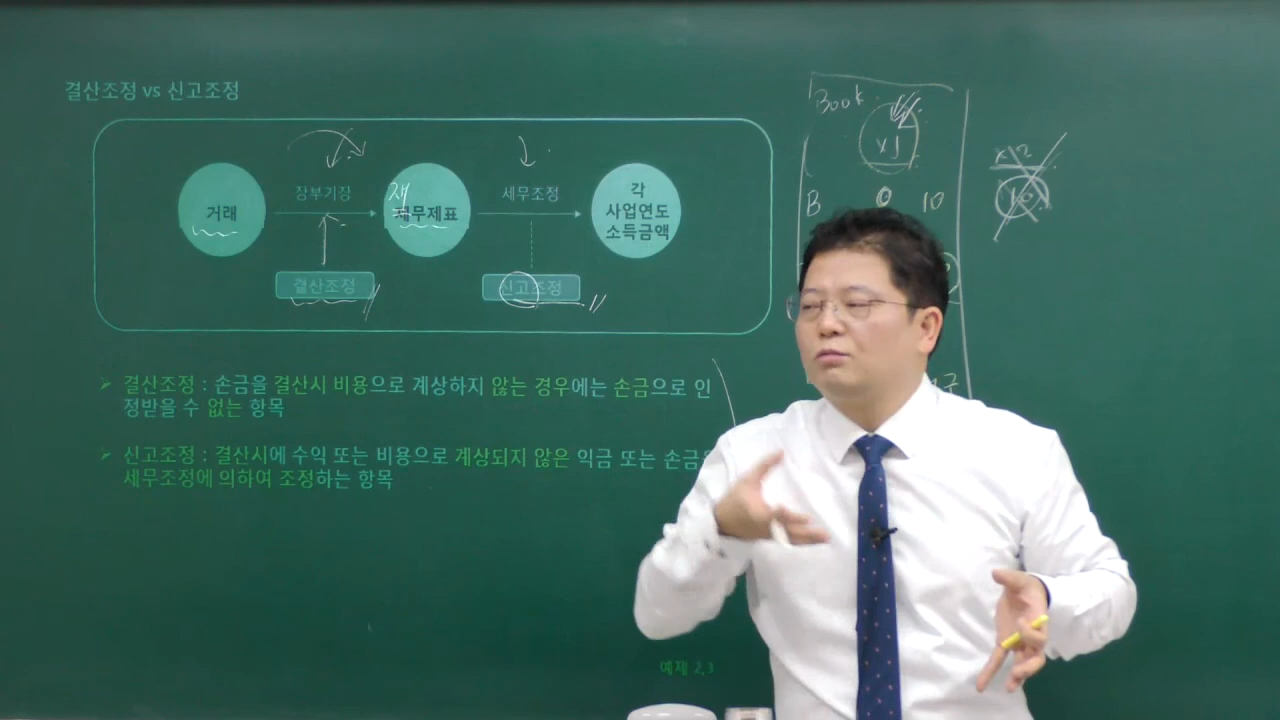 결산조정 vs 신고조정
거래
장부기장
재
재무제표
세무조정
각
사업연도
소득금액
결산조정
신고조정
➢ 결산조정 : 손금을 결산시 비용으로 계상하지 않는 경우에는 손금으로 인
정받을 수 없는 항목
➢ 신고조정 : 결산시에 수익 또는 비용으로 계상되지 않은 익금 또는 손금
세무조정에 의하여 조정하는 항목
예제 2,3
Book
x1
B 0 10
x2